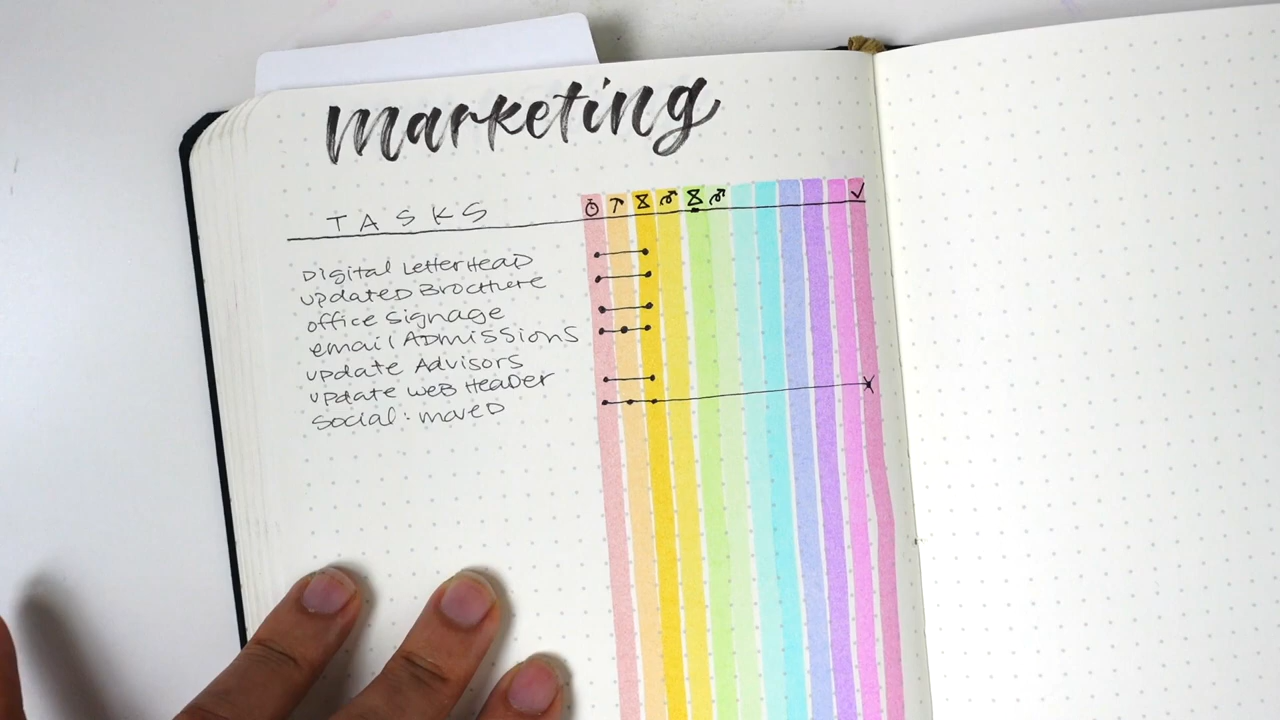 marketing
TASKS
Digital LetterHead
updated Brochure
office signage
email Admissions
update Advisors
update web Header
social: moved